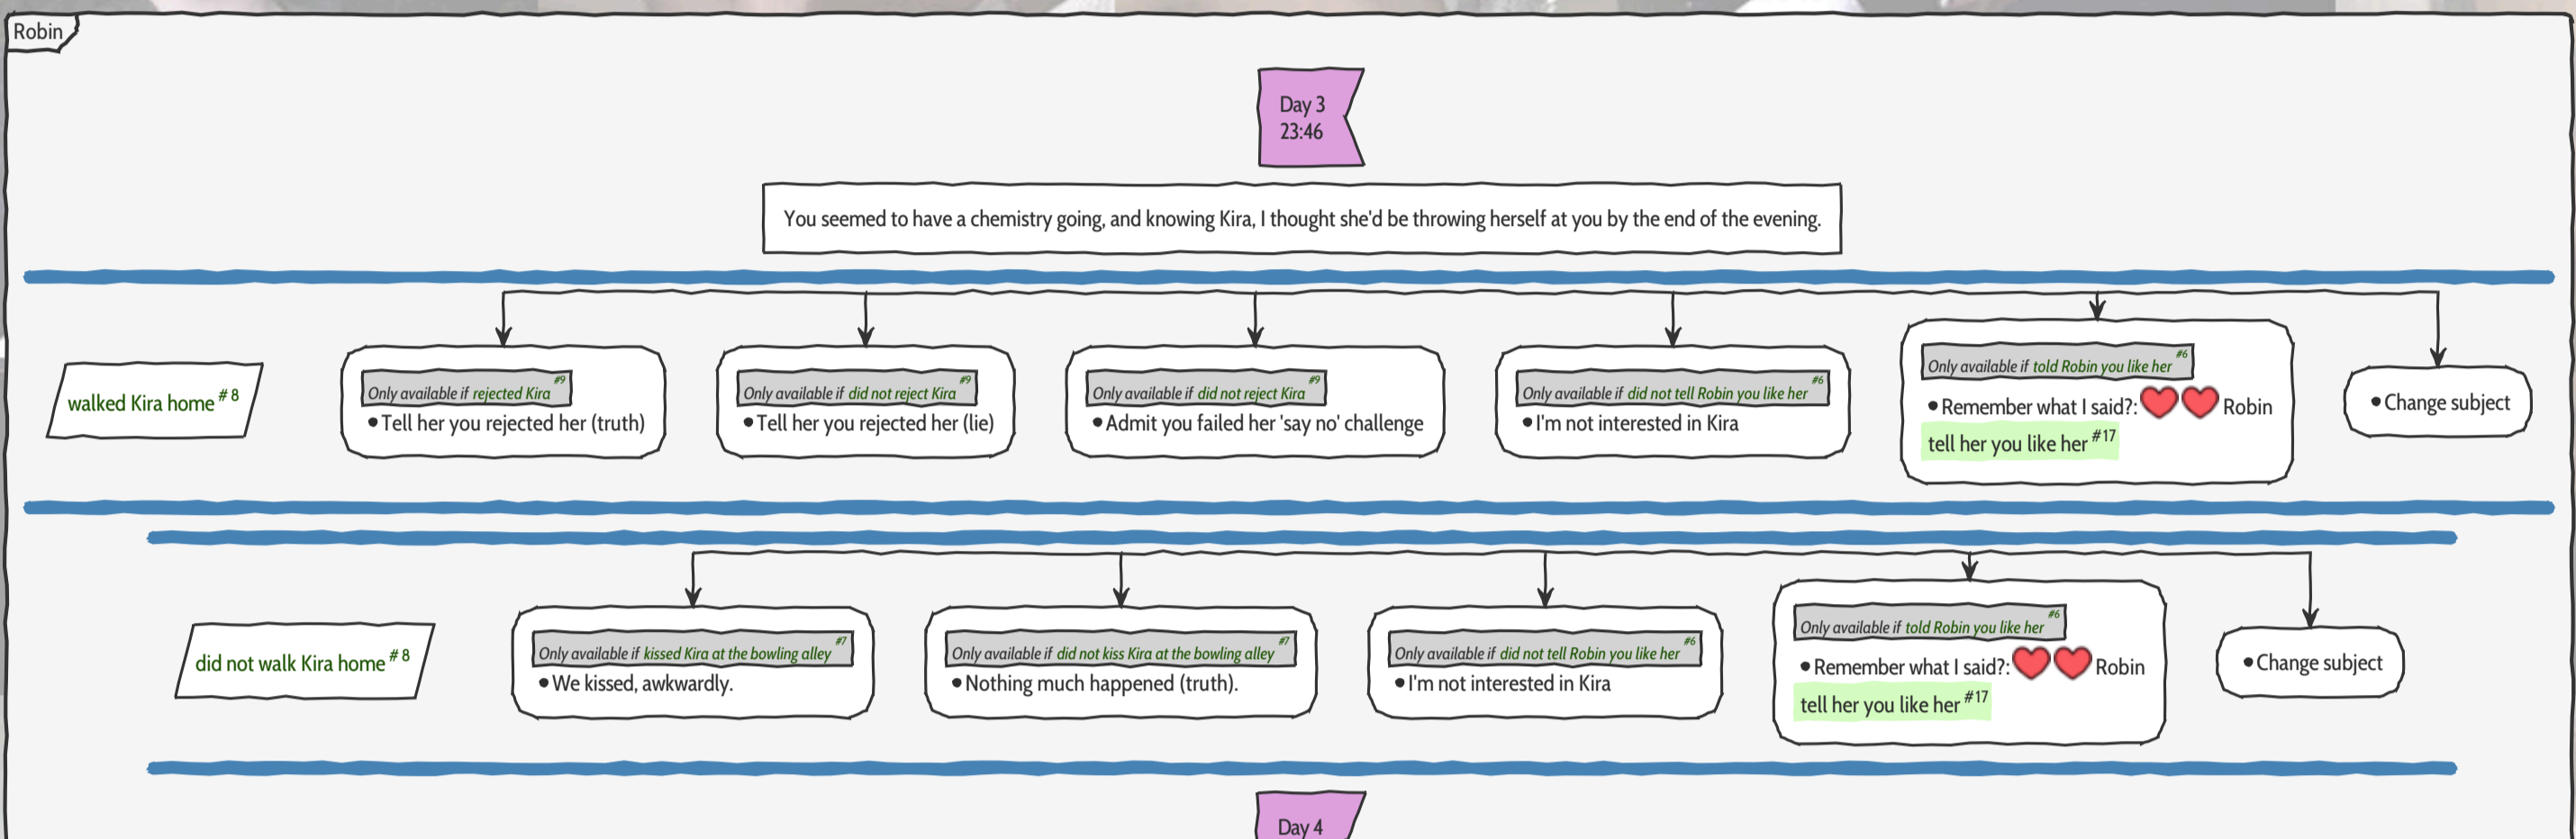 Robin
Day 3
23:46
You seemed to have a chemistry going, and knowing Kira, I thought she'd be throwing herself at you by the end of the evening.
walked Kira home #8
Only available if rejected Kira #9
•Tell her you rejected her (truth)
Only available if did not reject Kira #9
•Tell her you rejected her (lie)
Only available if did not reject Kira #9
•Admit you failed her 'say no' challenge
Only available if did not tell Robin you like her #6
•I'm not interested in Kira
Only available if told Robin you like her #6
•Remember what I said?: ❤️❤️ Robin
tell her you like her #17
•Change subject
did not walk Kira home #8
Only available if kissed Kira at the bowling alley #7
•We kissed, awkwardly.
Only available if did not kiss Kira at the bowling alley #7
•Nothing much happened (truth).
Only available if did not tell Robin you like her #6
•I'm not interested in Kira
Only available if told Robin you like her #6
•Remember what I said?: ❤️❤️ Robin
tell her you like her #17
•Change subject
Day 4